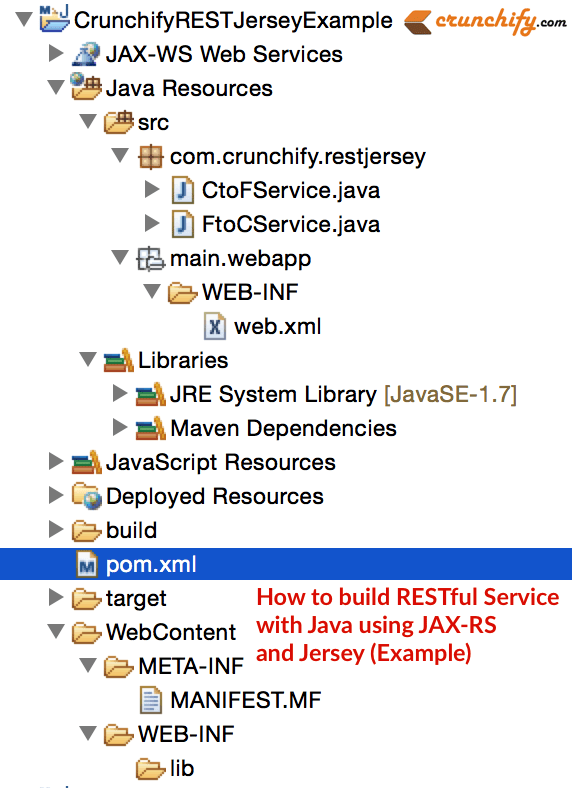 CrunchifyRESTJerseyExample crunchify.com
JAX-WS Web Services
Java Resources
src
com.crunchify.restjersey
CtoFService.java
FtoCService.java
main.webapp
WEB-INF
web.xml
Libraries
JRE System Library [JavaSE-1.7]
Maven Dependencies
JavaScript Resources
Deployed Resources
build
pom.xml
target
How to build RESTful Service
with Java using JAX-RS
and Jersey (Example)
WebContent
META-INF
MANIFEST.MF
WEB-INF
lib